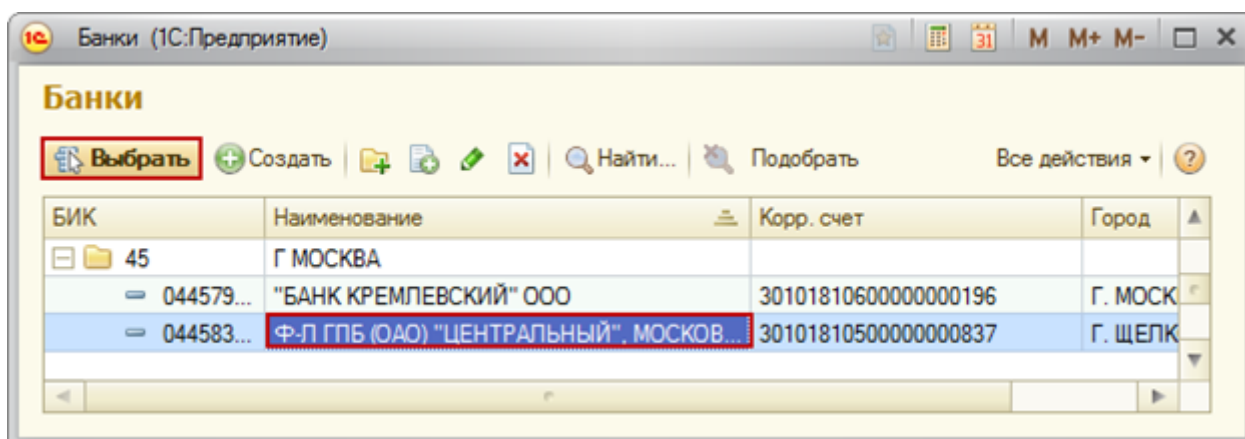 1С Банки (1С:Предприятие) 31 M M+ M-
Банки
Выбрать Создать Найти... Подобрать Все действия ?
БИК Наименование Корр. счет Город
45 Г МОСКВА
044579... "БАНК КРЕМЛЕВСКИЙ" ООО 30101810600000000196 Г. МОСК
044583... Ф-Л ГПБ (ОАО) "ЦЕНТРАЛЬНЫЙ", МОСКОВ... 30101810500000000837 Г. ЩЕЛК